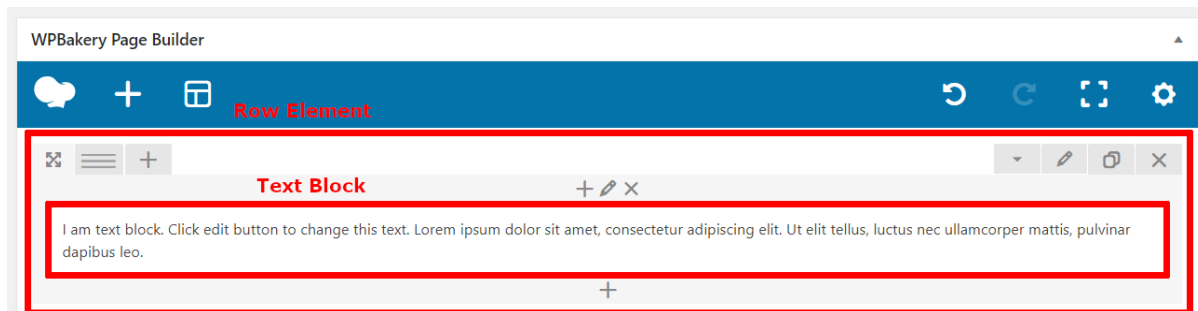 WPBakery Page Builder
Row Element
Text Block
I am text block. Click edit button to change this text. Lorem ipsum dolor sit amet, consectetur adipiscing elit. Ut elit tellus, luctus nec ullamcorper mattis, pulvinar
dapibus leo.